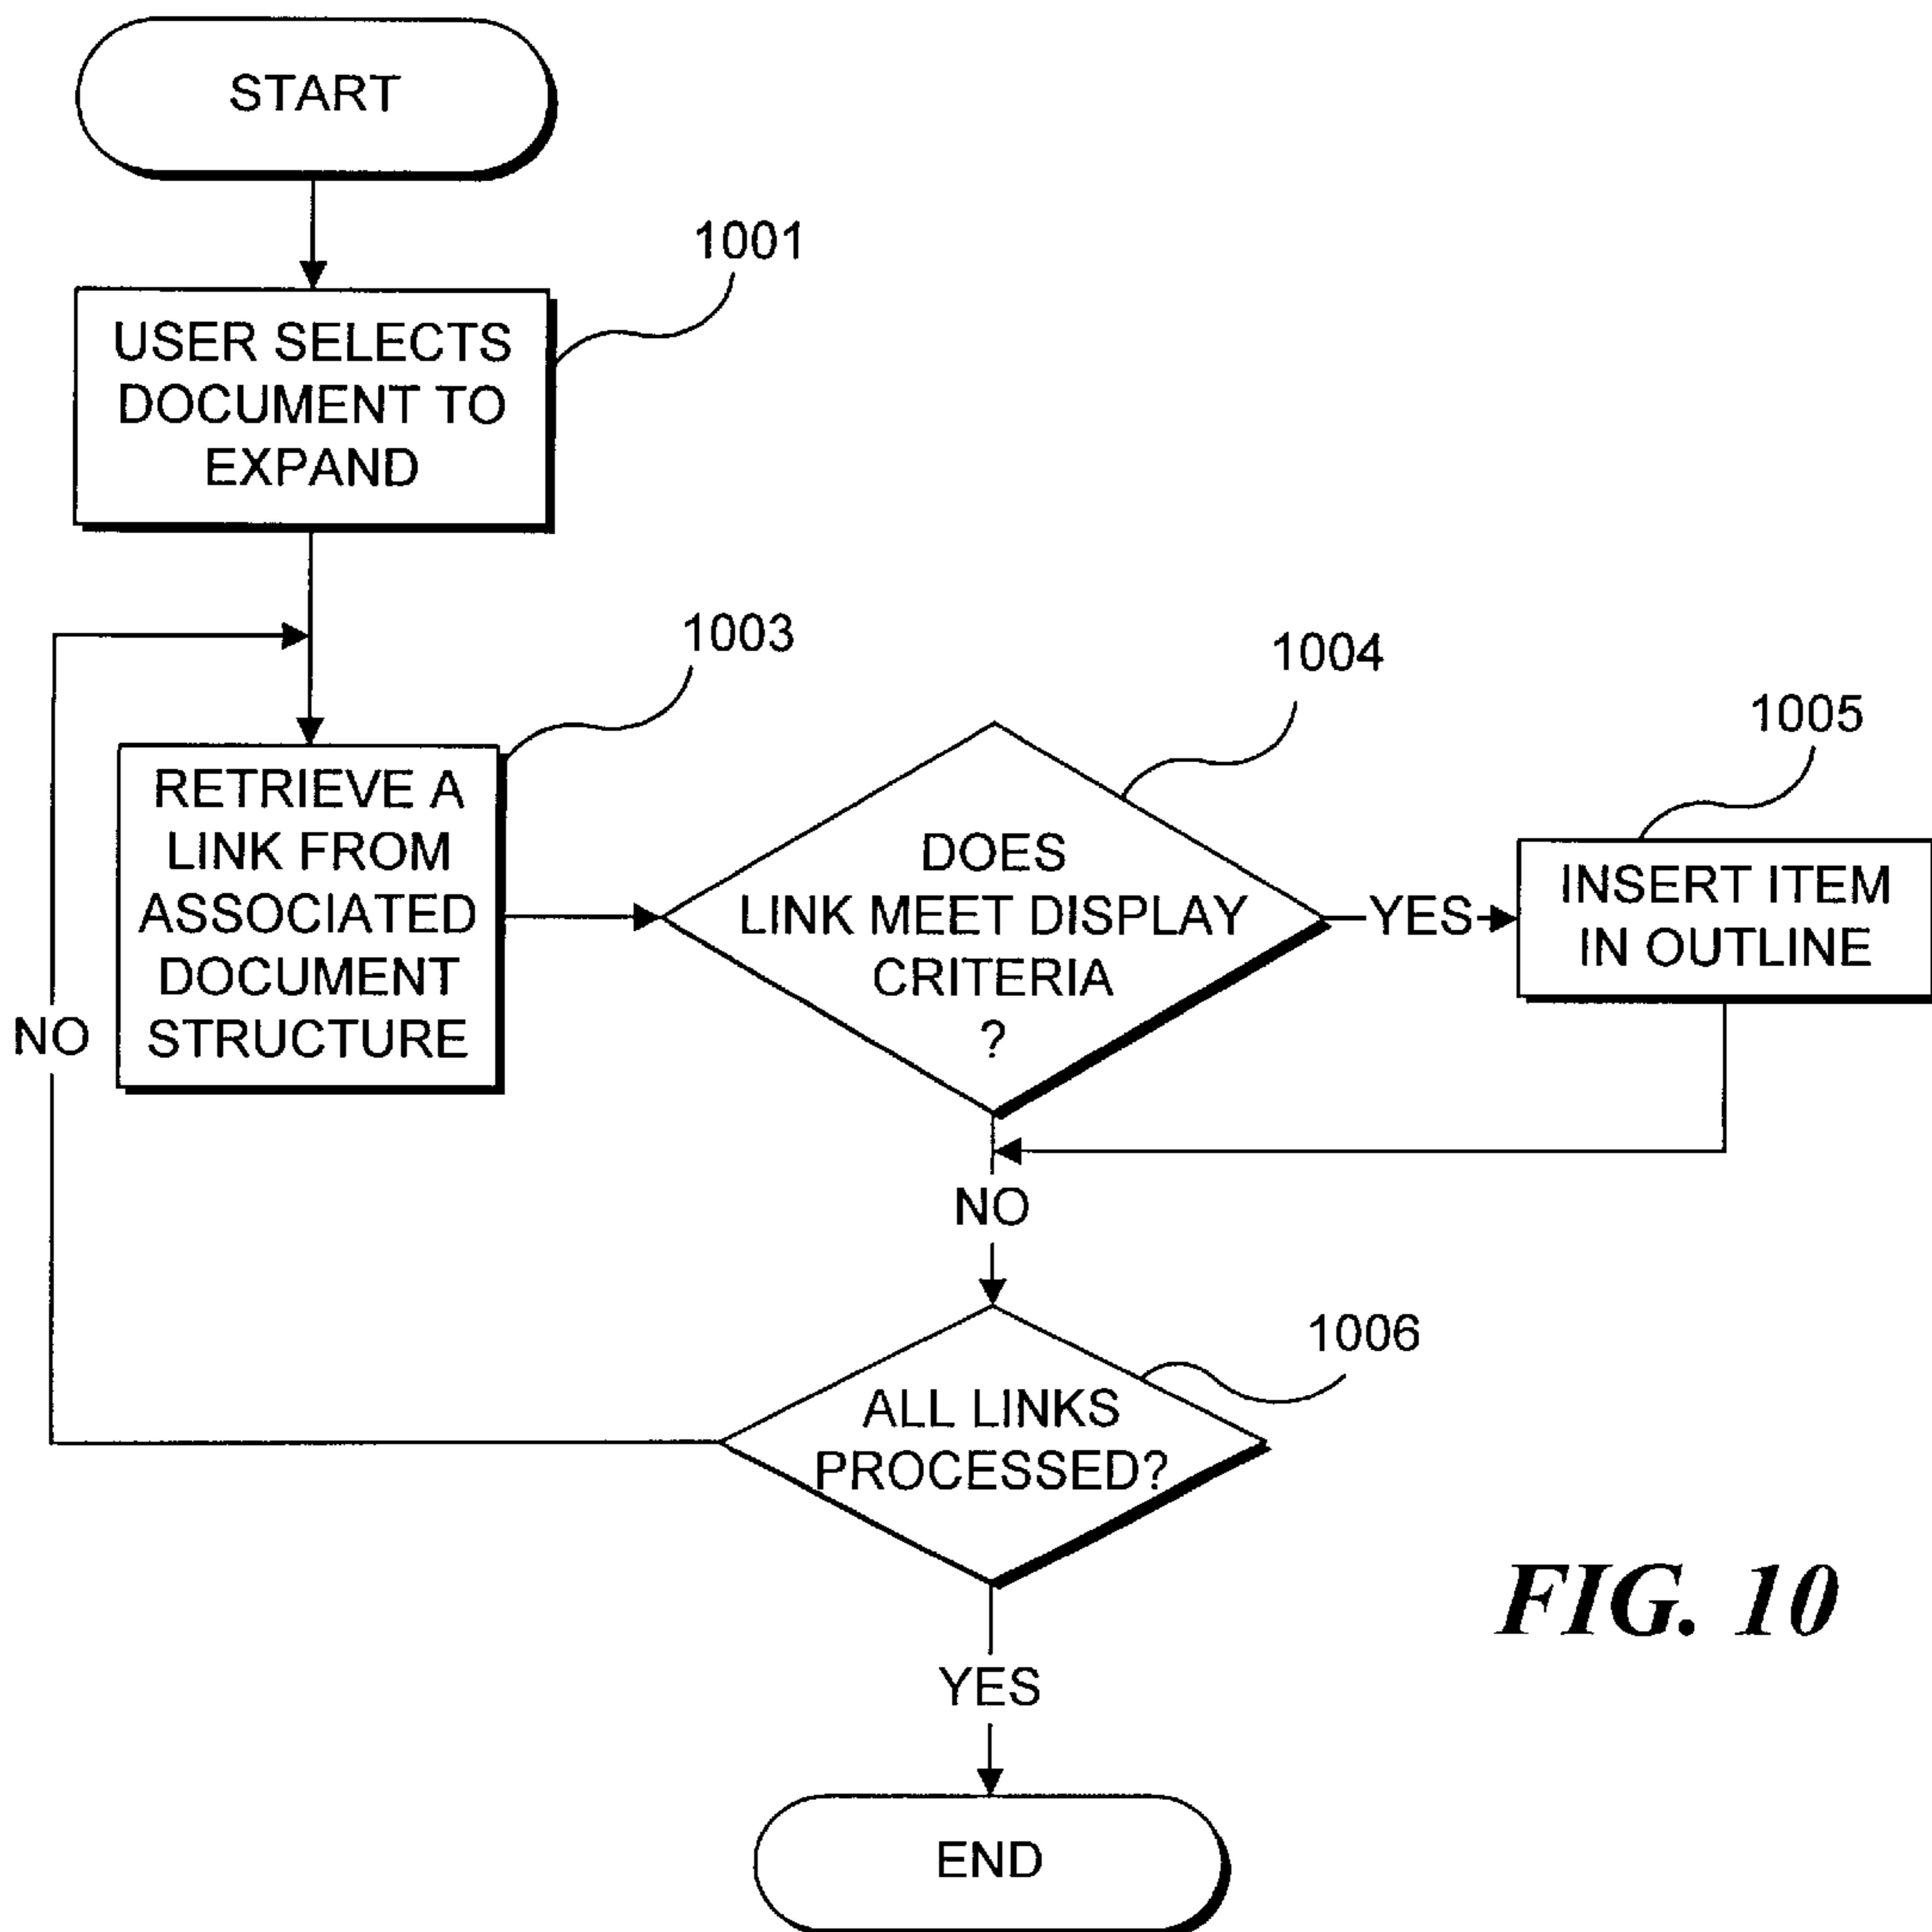 START
1001
USER SELECTS
DOCUMENT TO
EXPAND
1003
RETRIEVE A
LINK FROM
ASSOCIATED
DOCUMENT
STRUCTURE
1004
DOES
LINK MEET DISPLAY
CRITERIA
?
YES
1005
INSERT ITEM
IN OUTLINE
NO
NO
1006
ALL LINKS
PROCESSED?
YES
END
FIG. 10